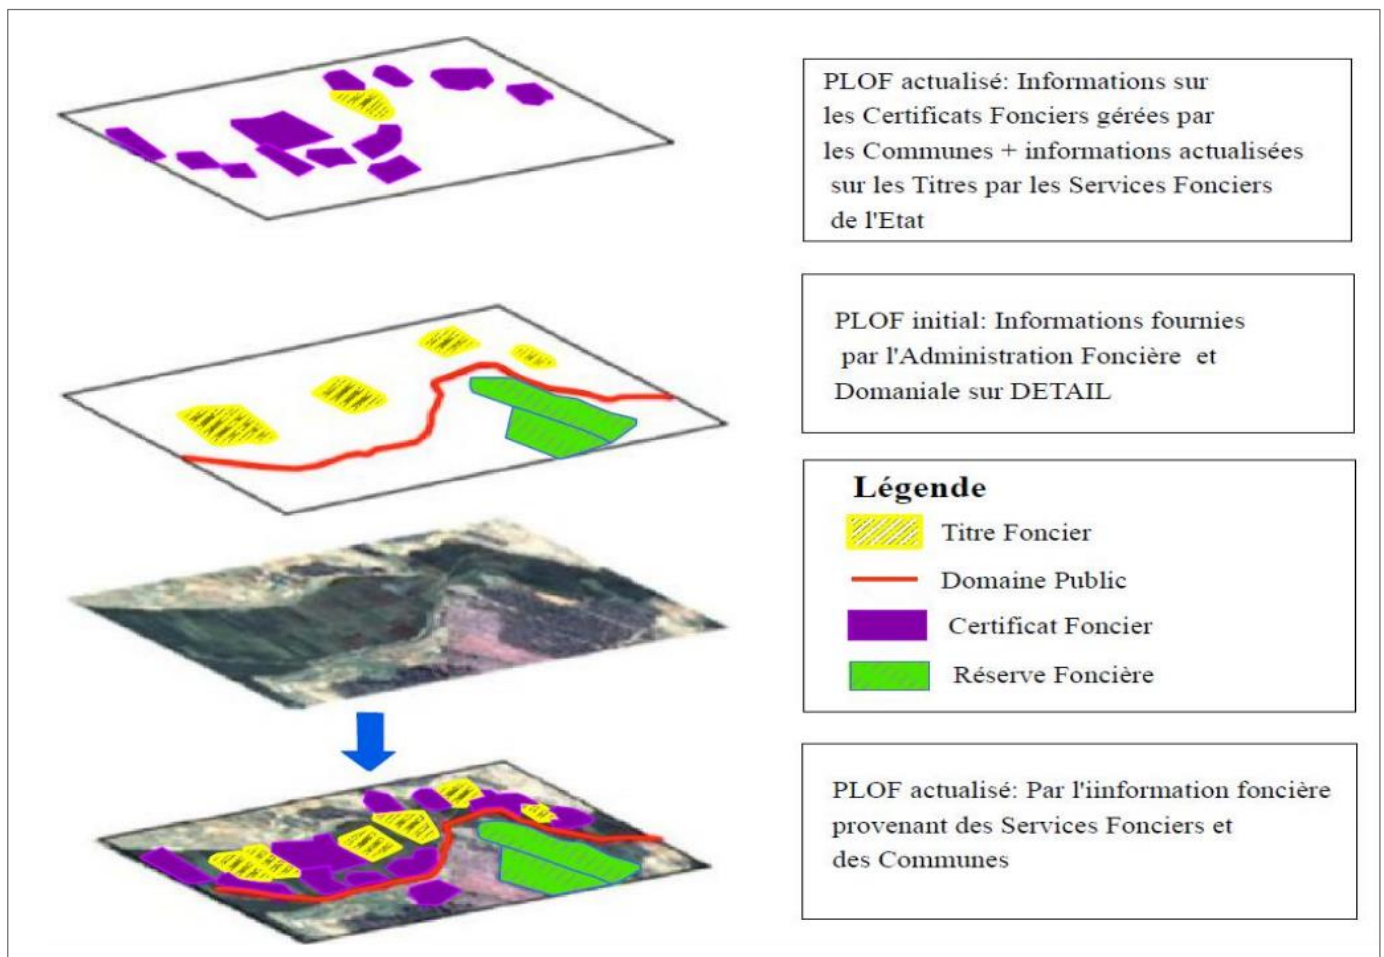 PLOF actualisé: Informations sur
les Certificats Fonciers gérées par
les Communes + informations actualisées
sur les Titres par les Services Fonciers
de l'Etat
PLOF initial: Informations fournies
par l'Administration Foncière et
Domaniale sur DETAIL
Légende
Titre Foncier
Domaine Public
Certificat Foncier
Réserve Foncière
PLOF actualisé: Par l'iinformation foncière
provenant des Services Fonciers et
des Communes